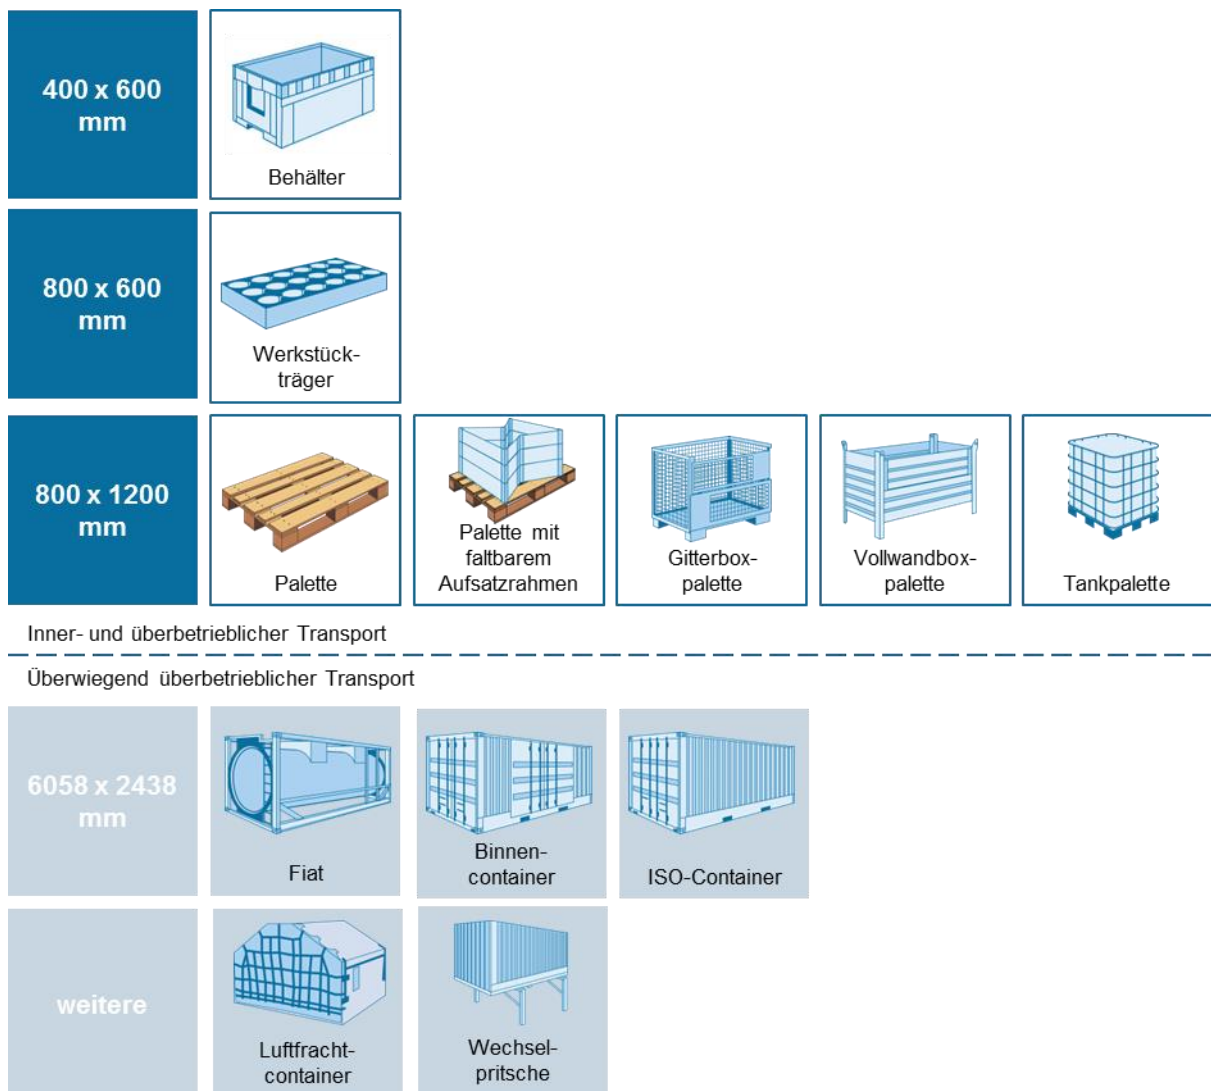 400 x 600
mm
Behälter
800 x 600
mm
Werkstück-
träger
800 x 1200
mm
Palette
Palette mit
faltbarem
Aufsatzrahmen
Gitterbox-
palette
Vollwandbox-
palette
Tankpalette
Inner- und überbetrieblicher Transport
Überwiegend überbetrieblicher Transport
6058 x 2438
mm
Fiat
Binnen-
container
ISO-Container
weitere
Luftfracht-
container
Wechsel-
pritsche